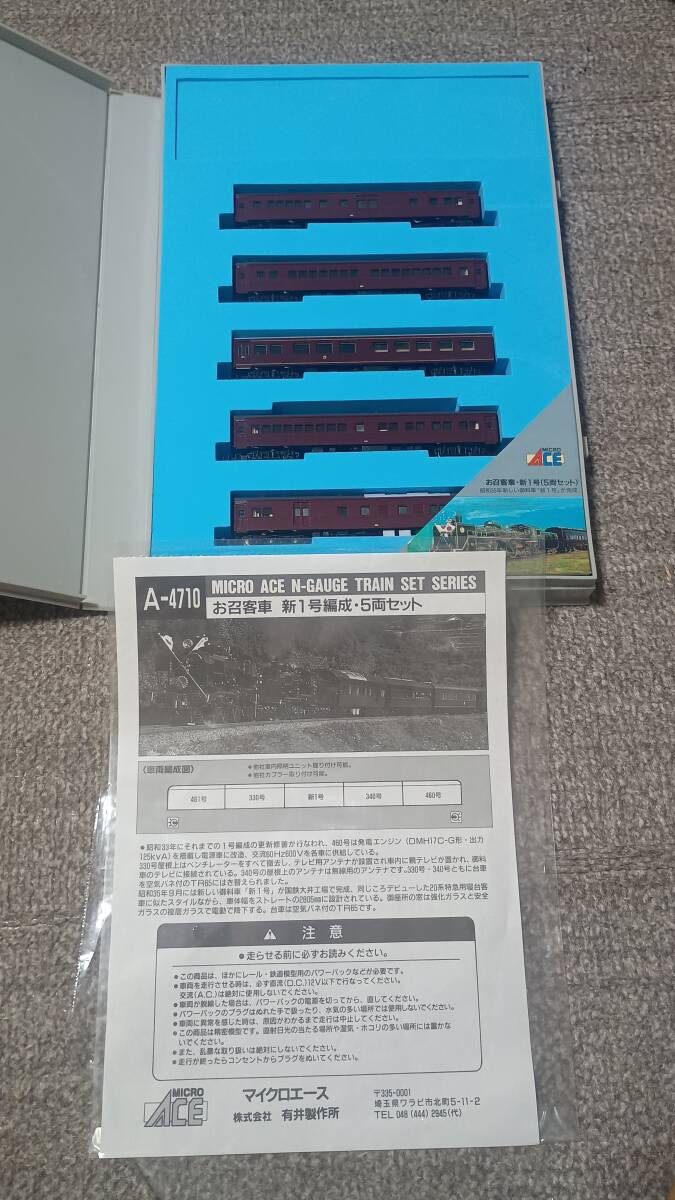 MICRO
ACE
お召客車・新1号(5両セット)
昭和35年新しい御料車"新1号"が完成
A-4710
MICRO ACE N-GAUGE TRAIN SET SERIES
お召客車 新1号編成・5両セット
〈車両編成図〉
●他社室内照明ユニット取り付け可能。
●他社カプラー取り付け可能。
461号 330号 新1号 340号 460号
●昭和33年にそれまでの1号編成の更新修善が行なわれ、460号は発電エンジン(DMH17C-G形・出力
125kVA)を搭載し電源車に改造、交流60Hz600Vを各車に供給している。
330号屋根上はベンチレーターをすべて撤去し、テレビ用アンテナが設置され車内に親テレビが置かれ、御料
車のテレビに接続されている。340号の屋根上のアンテナは無線用のアンテナです。330号・340号ともに台車
を空気バネ付のTR65にはき替えられました。
昭和35年9月には新しい御料車「新1号」が国鉄大井工場で完成、同じころデビューした20系特急用寝台客
車に似たスタイルながら、車体幅をストレートの2805mmに設計されている。御座所の窓は強化ガラスと安全
ガラスの複層ガラスで電動で降下する。台車は空気バネ付のTR65です。
注意
●走らせる前に必ずお読みください。
●この商品は、ほかにレール・鉄道模型用のパワーパックなどが必要です。
●車両を走行させる時は、必ず直流(D.C.)12V以下で行なってください。
交流(A.C.)は絶対に使用しないでください。
●車両が脱線した場合は、パワーパックの電源を切ってから、直してください。
●パワーパックのプラグはぬれた手で扱ったり、水気の多い場所では使用しないでください。
●車両に異常を感じた時は、原因がわかるまで走行は中止してください。
●この商品は精密模型です。直射日光の当たる場所や湿気・ホコリの多い場所には置かな
いでください。
●また、乱暴な取り扱いは絶対にしないでください。
●走行が終ったらコンセントからプラグをぬいてください。
MICRO
ACE
マイクロエース
株式会社 有井製作所
〒335-0001
埼玉県ワラビ市北町5-11-2
TEL 048(444)2945(代)